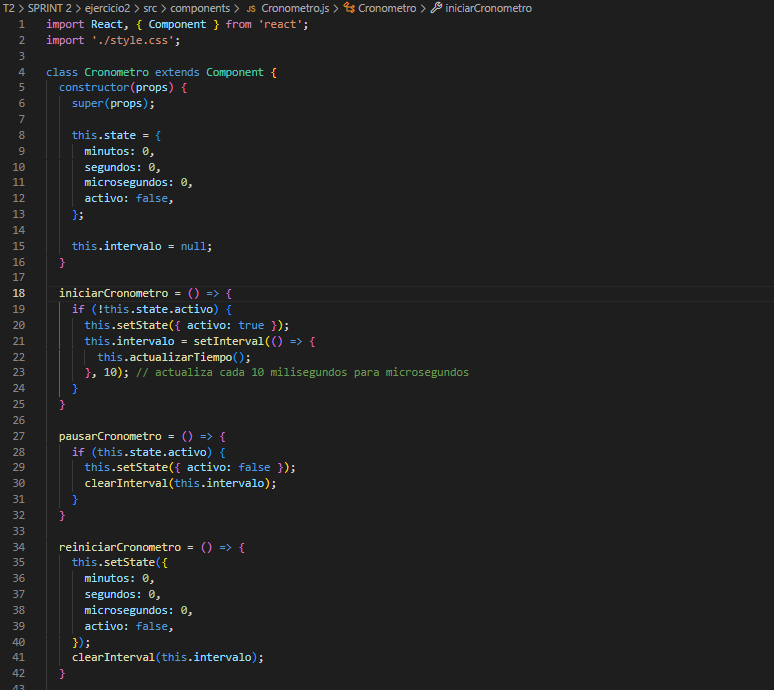 T2 > SPRINT 2 > ejercicio2 > src > components > JS Cronometro.js > Cronometro > iniciarCronometro
1 import React, { Component } from 'react';
2 import './style.css';
3
4 class Cronometro extends Component {
5 constructor(props) {
6 super(props);
7
8 this.state = {
9 minutos: 0,
10 segundos: 0,
11 microsegundos: 0,
12 activo: false,
13 };
14
15 this.intervalo = null;
16 }
17
18 iniciarCronometro = () => {
19 if (!this.state.activo) {
20 this.setState({ activo: true });
21 this.intervalo = setInterval(() => {
22 this.actualizarTiempo();
23 }, 10); // actualiza cada 10 milisegundos para microsegundos
24 }
25 }
26
27 pausarCronometro = () => {
28 if (this.state.activo) {
29 this.setState({ activo: false });
30 clearInterval(this.intervalo);
31 }
32 }
33
34 reiniciarCronometro = () => {
35 this.setState({
36 minutos: 0,
37 segundos: 0,
38 microsegundos: 0,
39 activo: false,
40 });
41 clearInterval(this.intervalo);
42 }
43